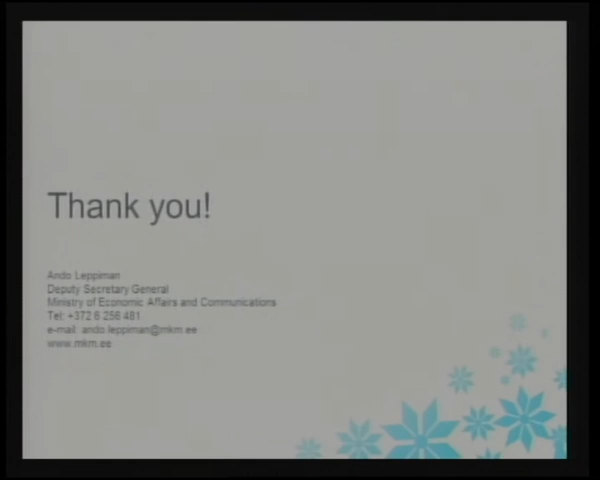 Thank you!
Ando Leppiman
Deputy Secretary General
Ministry of Economic Affairs and Communications
Tel: +372 6 256 481
e-mail: ando.leppiman@mkm.ee
www.mkm.ee